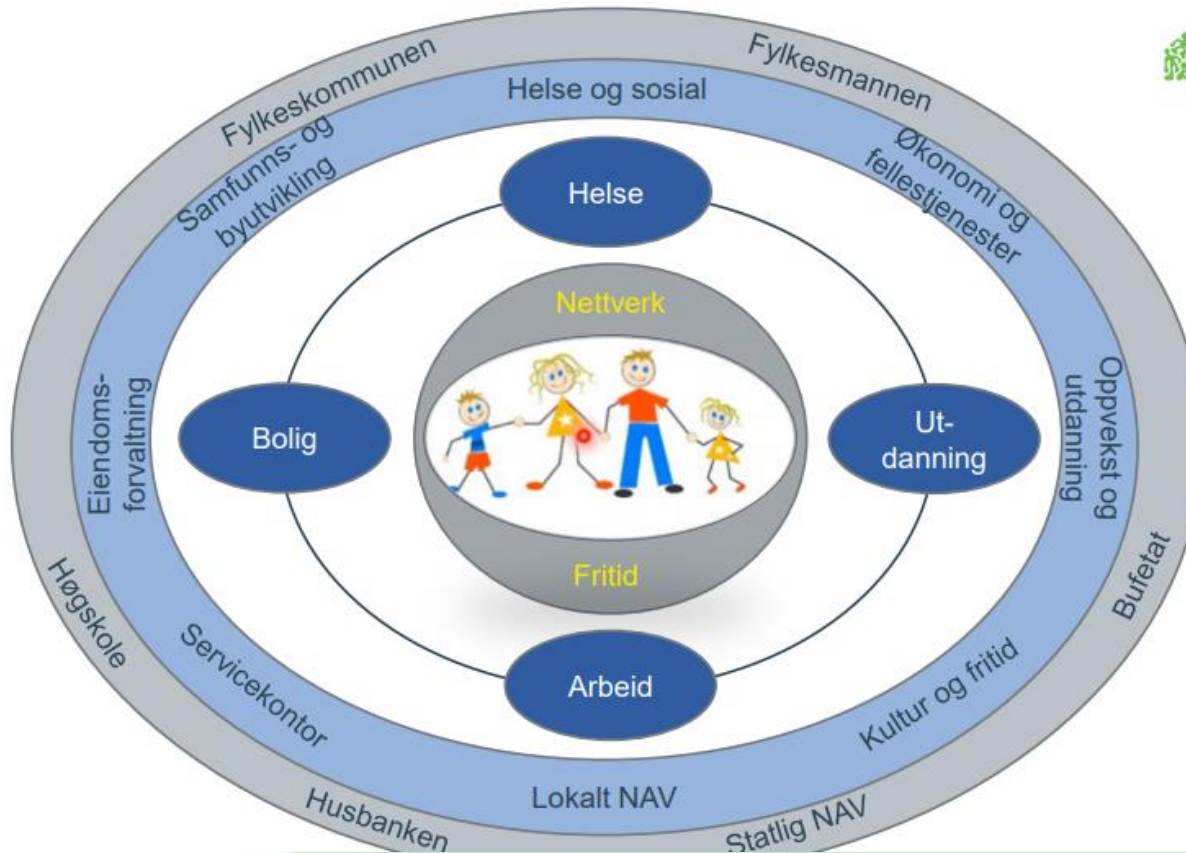 Fylkeskommunen
Fylkesmannen
Helse og sosial
Samfunns- og
byutvikling
Økonomi og
fellestjenester
Helse
Nettverk
Eiendoms-
forvaltning
Bolig
Ut-
danning
Oppvekst og
utdanning
Fritid
Bufetat
Høgskole
Servicekontor
Arbeid
Kultur og fritid
Lokalt NAV
Husbanken
Statlig NAV